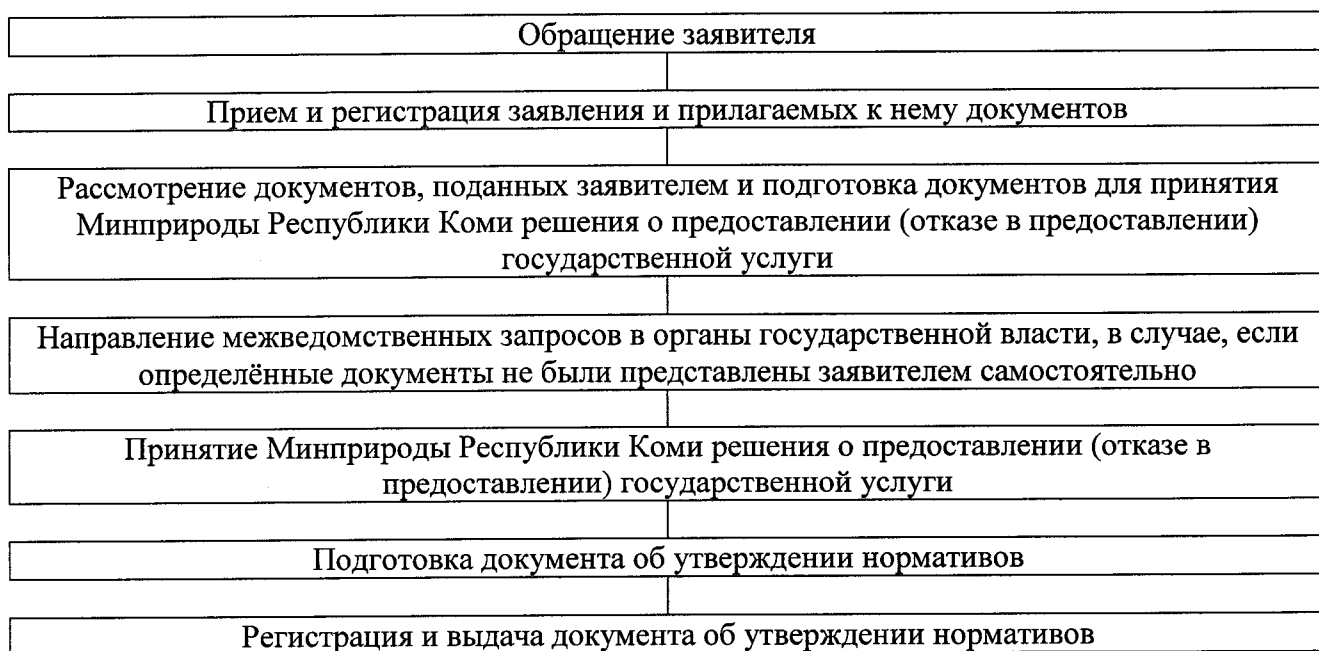 Обращение заявителя
Прием и регистрация заявления и прилагаемых к нему документов
Рассмотрение документов, поданных заявителем и подготовка документов для принятия
Минприроды Республики Коми решения о предоставлении (отказе в предоставлении)
государственной услуги
Направление межведомственных запросов в органы государственной власти, в случае, если
определённые документы не были представлены заявителем самостоятельно
Принятие Минприроды Республики Коми решения о предоставлении (отказе в
предоставлении) государственной услуги
Подготовка документа об утверждении нормативов
Регистрация и выдача документа об утверждении нормативов